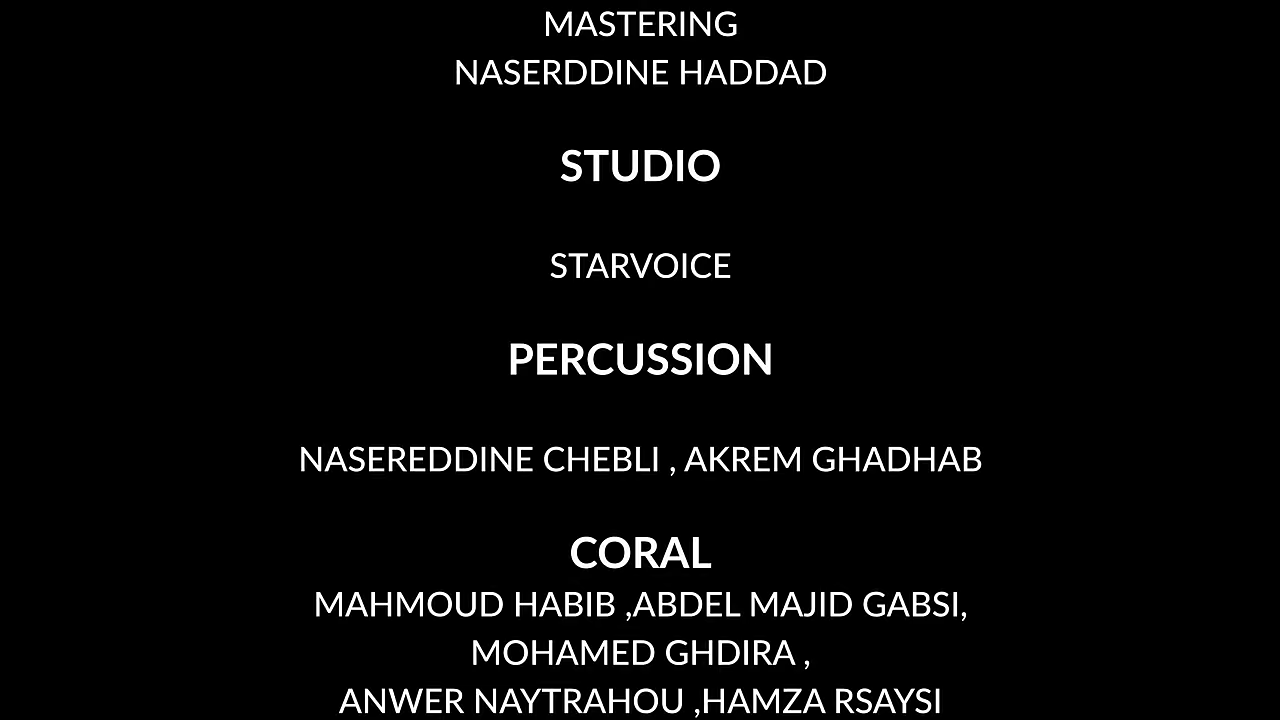 MASTERING
NASERDDINE HADDAD
STUDIO
STARVOICE
PERCUSSION
NASEREDDINE CHEBLI , AKREM GHADHAB
CORAL
MAHMOUD HABIB ,ABDEL MAJID GABSI,
MOHAMED GHDIRA ,
ANWER NAYTRAHOU ,HAMZA RSAYSI